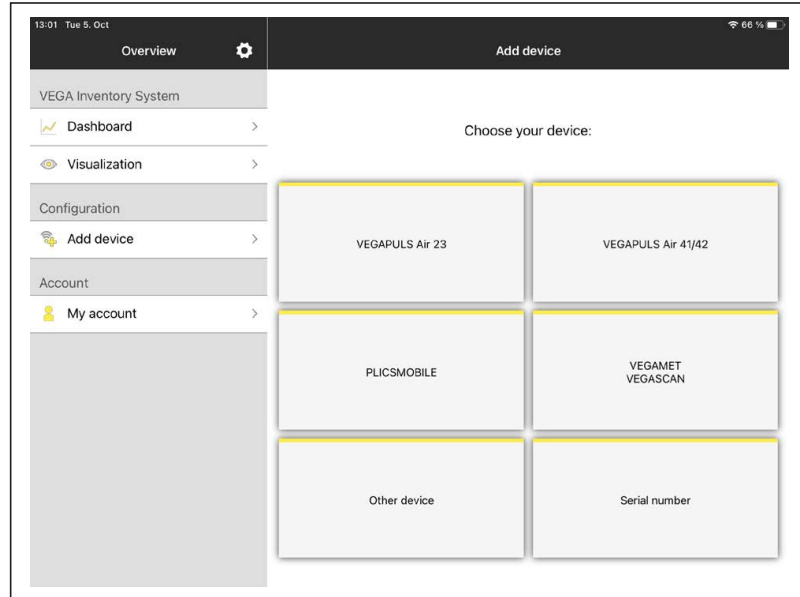 13:01 Tue 5. Oct
66 %
Overview
Add device
VEGA Inventory System
Dashboard
Visualization
Configuration
Add device
Account
My account
Choose your device:
VEGAPULS Air 23
VEGAPULS Air 41/42
PLICSMOBILE
VEGAMET
VEGASCAN
Other device
Serial number